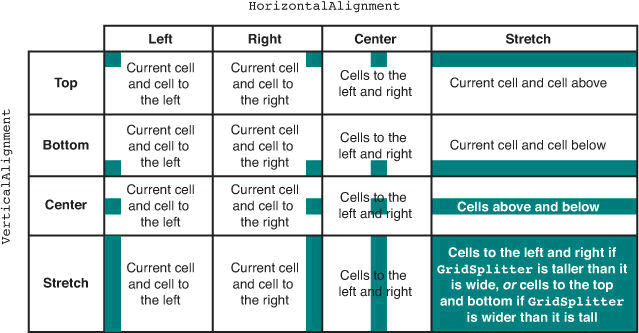 HorizontalAlignment
Left Right Center Stretch
VerticalAlignment
Top
Current cell
and cell to
the left
Current cell
and cell to
the right
Cells to the
left and right
Current cell and cell above
Bottom
Current cell
and cell to
the left
Current cell
and cell to
the right
Cells to the
left and right
Current cell and cell below
Center
Current cell
and cell to
the left
Current cell
and cell to
the right
Cells to the
left and right
Cells above and below
Stretch
Current cell
and cell to
the left
Current cell
and cell to
the right
Cells to the
left and right
Cells to the left and right if
GridSplitter is taller than it
is wide, or cells to the top
and bottom if GridSplitter
is wider than it is tall